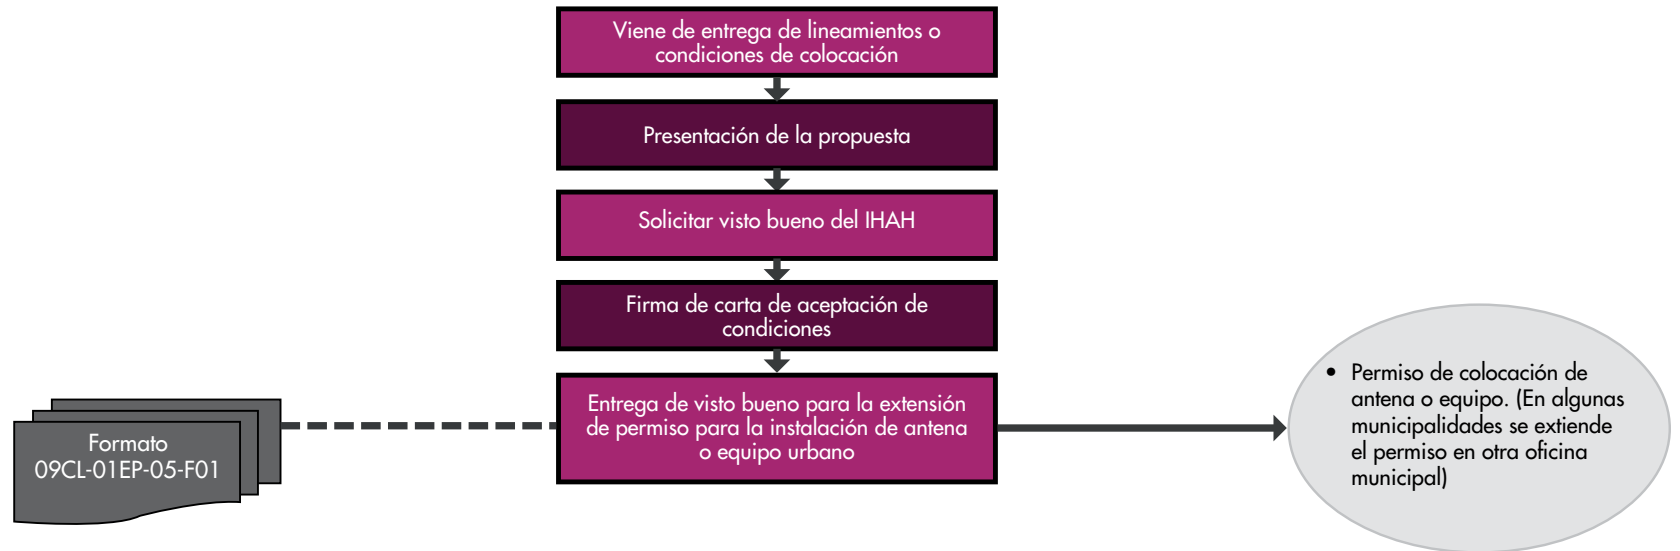 Viene de entrega de lineamientos o
condiciones de colocación
Presentación de la propuesta
Solicitar visto bueno del IHAH
Firma de carta de aceptación de
condiciones
Entrega de visto bueno para la extensión
de permiso para la instalación de antena
o equipo urbano
Formato
09CL-01EP-05-F01
• Permiso de colocación de
antena o equipo. (En algunas
municipalidades se extiende
el permiso en otra oficina
municipal)